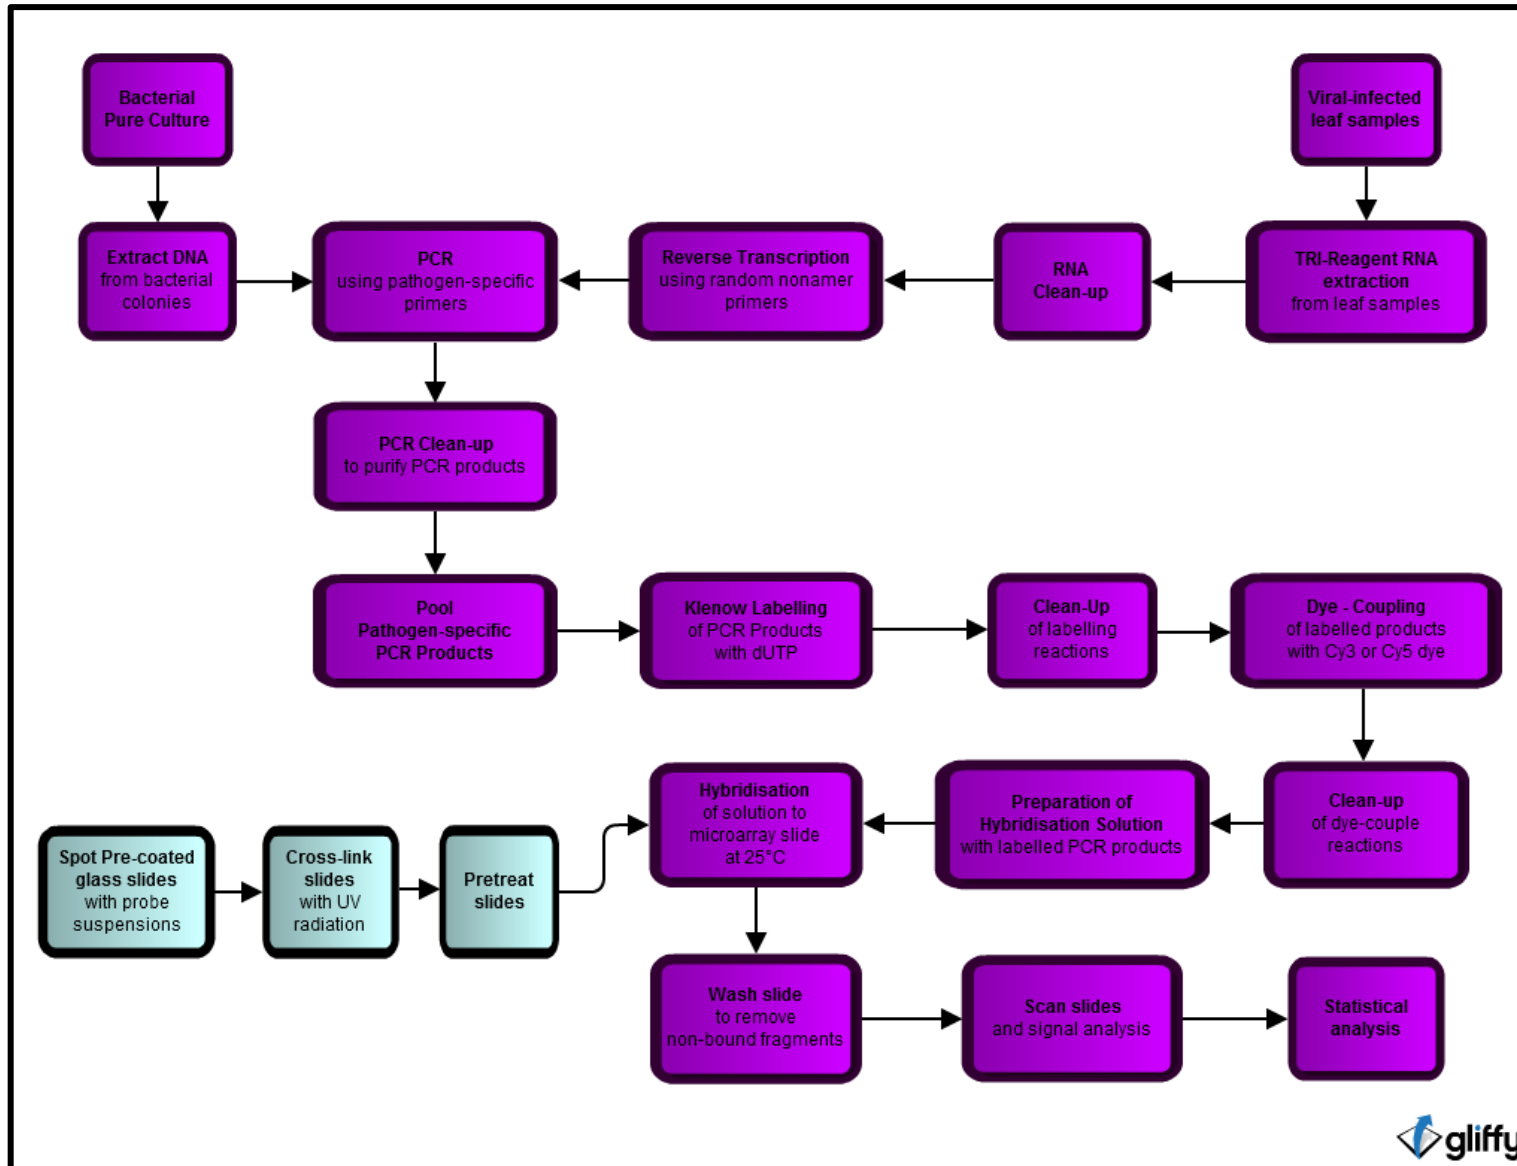 Bacterial
Pure Culture
Viral-infected
leaf samples
Extract DNA
from bacterial
colonies
PCR
using pathogen-specific
primers
Reverse Transcription
using random nonamer
primers
RNA
Clean-up
TRI-Reagent RNA
extraction
from leaf samples
PCR Clean-up
to purify PCR products
Pool
Pathogen-specific
PCR Products
Klenow Labelling
of PCR Products
with dUTP
Clean-Up
of labelling
reactions
Dye - Coupling
of labelled products
with Cy3 or Cy5 dye
Hybridisation
of solution to
microarray slide
at 25°C
Preparation of
Hybridisation Solution
with labelled PCR products
Clean-up
of dye-couple
reactions
Spot Pre-coated
glass slides
with probe
suspensions
Cross-link
slides
with UV
radiation
Pretreat
slides
Wash slide
to remove
non-bound fragments
Scan slides
and signal analysis
Statistical
analysis
gliffy